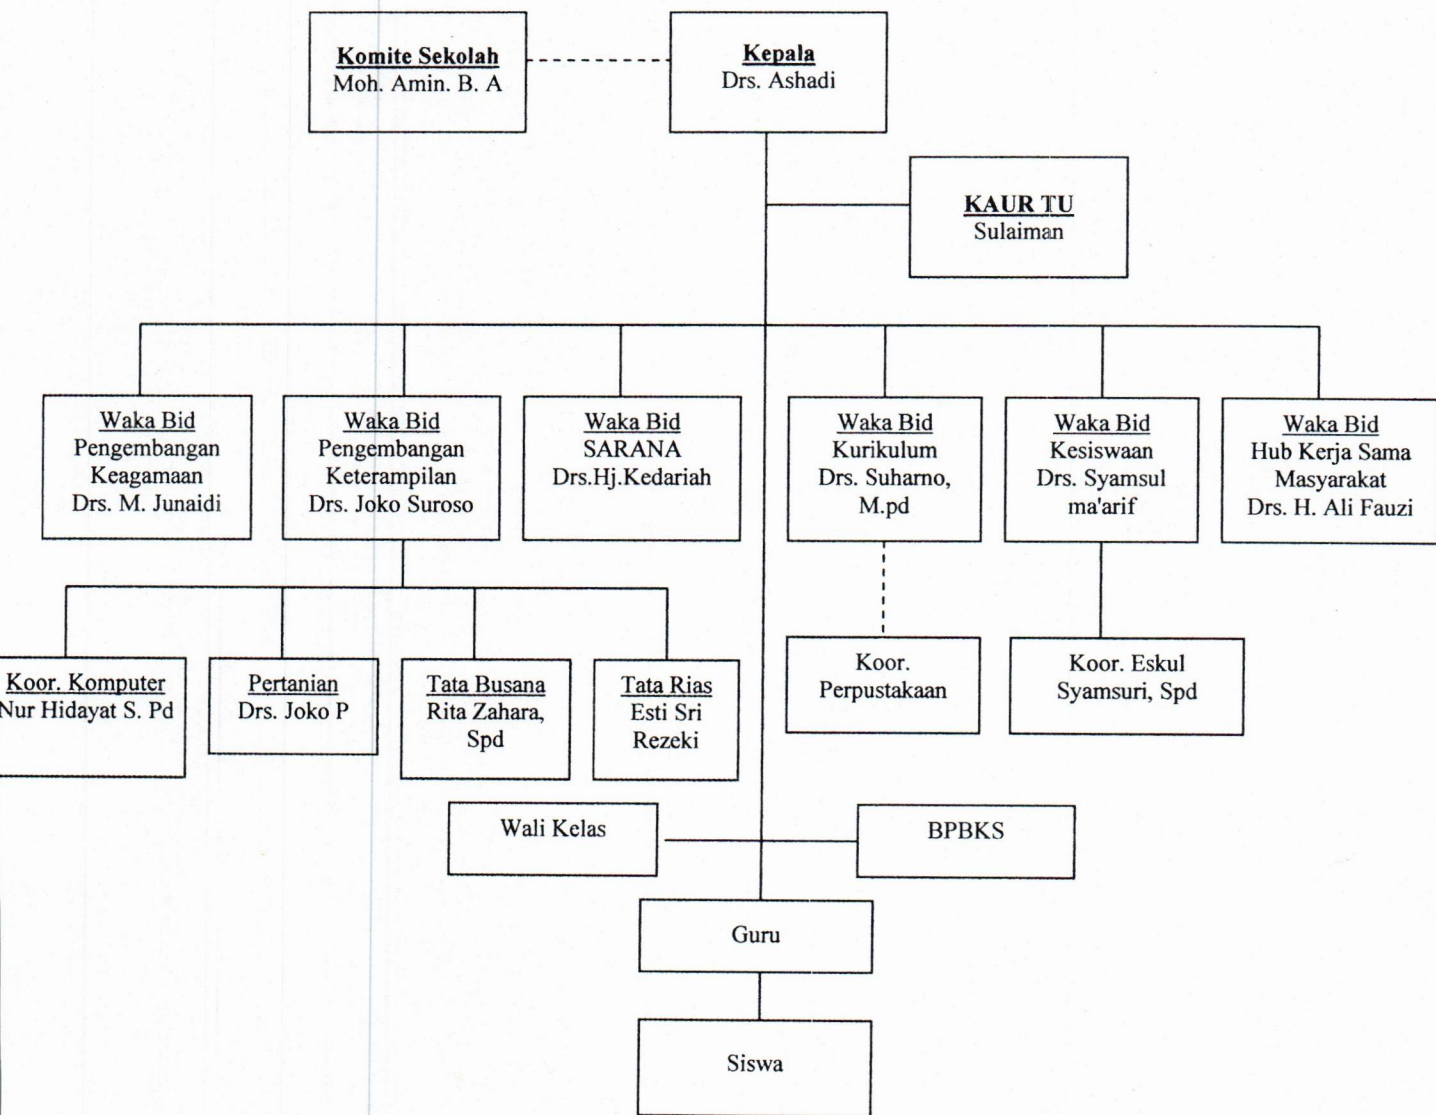 Komite Sekolah
Moh. Amin. B. A
Kepala
Drs. Ashadi
KAUR TU
Sulaiman
Waka Bid
Pengembangan
Keagamaan
Drs. M. Junaidi
Waka Bid
Pengembangan
Keterampilan
Drs. Joko Suroso
Waka Bid
SARANA
Drs.Hj.Kedariah
Waka Bid
Kurikulum
Drs. Suharno,
M.pd
Waka Bid
Kesiswaan
Drs. Syamsul
ma'arif
Waka Bid
Hub Kerja Sama
Masyarakat
Drs. H. Ali Fauzi
Koor. Komputer
Nur Hidayat S. Pd
Pertanian
Drs. Joko P
Tata Busana
Rita Zahara,
Spd
Tata Rias
Esti Sri
Rezeki
Koor.
Perpustakaan
Koor. Eskul
Syamsuri, Spd
Wali Kelas
BPBKS
Guru
Siswa